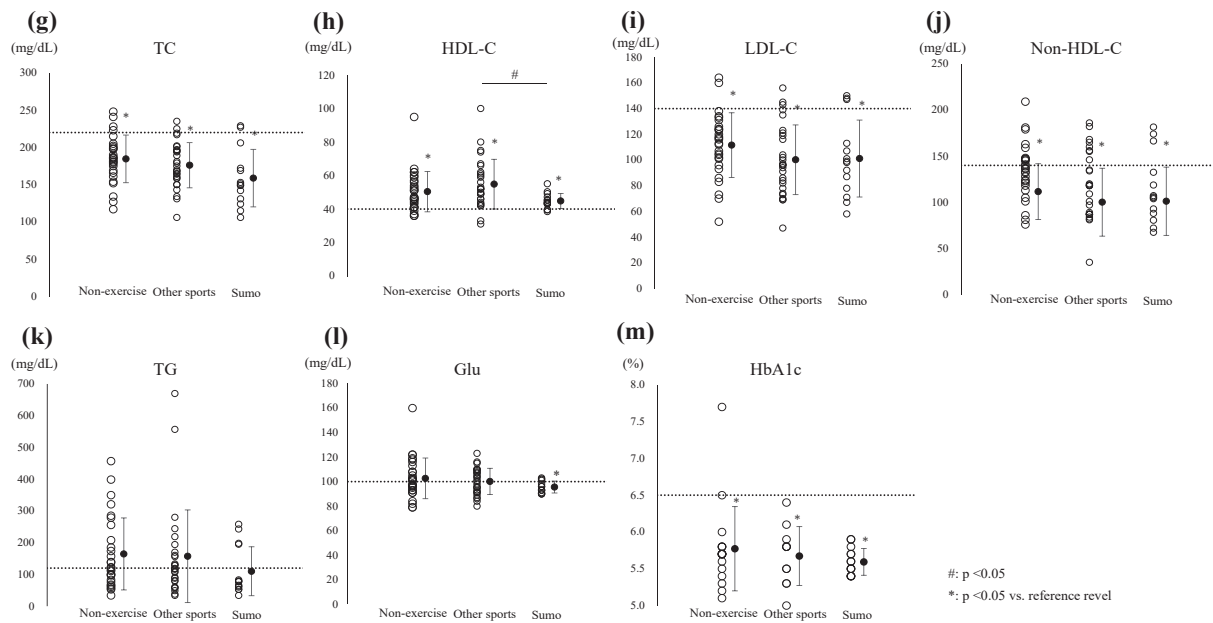 (g)
(mg/dL)
TC
300
250
200
150
100
50
0
*
*
*
Non-exercise Other sports Sumo
(h)
(mg/dL)
HDL-C
120
100
80
60
40
20
0
#
*
*
*
Non-exercise Other sports Sumo
(i)
(mg/dL)
LDL-C
180
160
140
120
100
80
60
40
20
0
*
*
*
Non-exercise Other sports Sumo
(j)
(mg/dL)
Non-HDL-C
250
200
150
100
50
0
*
*
*
Non-exercise Other sports Sumo
(k)
(mg/dL)
TG
700
600
500
400
300
200
100
0
Non-exercise Other sports Sumo
(l)
(mg/dL)
Glu
180
160
140
120
100
80
60
40
20
0
*
Non-exercise Other sports Sumo
(m)
(%)
HbA1c
8.0
7.5
7.0
6.5
6.0
5.5
5.0
*
*
*
Non-exercise Other sports Sumo
#: p <0.05
*: p <0.05 vs. reference revel